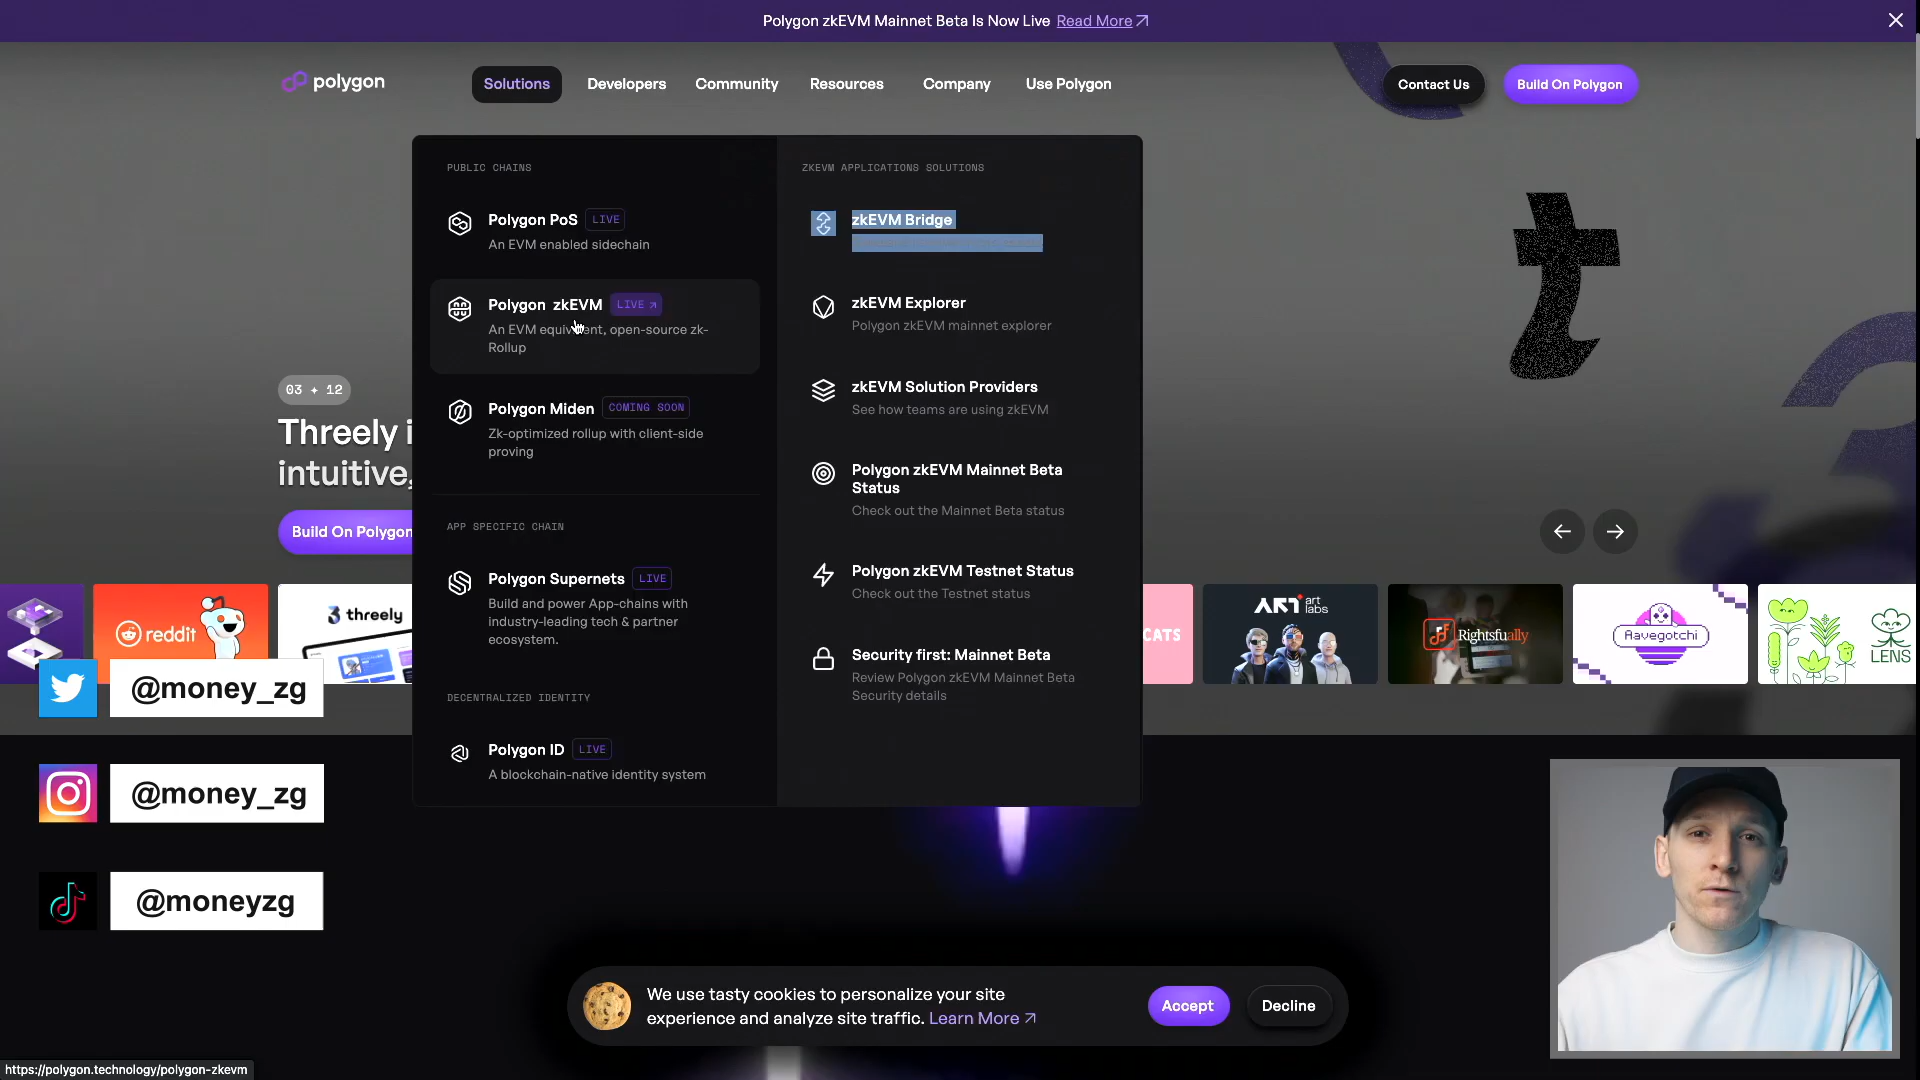 Polygon zkEVM Mainnet Beta Is Now Live Read More
polygon
Solutions
Developers
Community
Resources
Company
Use Polygon
Contact Us
Build On Polygon
PUBLIC CHAINS
Polygon PoS LIVE
An EVM enabled sidechain
Polygon zkEVM LIVE
An EVM equivalent, open-source zk-
Rollup
Polygon Miden COMING SOON
Zk-optimized rollup with client-side
proving
APP SPECIFIC CHAIN
Polygon Supernets LIVE
Build and power App-chains with
industry-leading tech & partner
ecosystem.
DECENTRALIZED IDENTITY
Polygon ID LIVE
A blockchain-native identity system
ZKEVM APPLICATIONS SOLUTIONS
zkEVM Bridge
zkEVM Explorer
Polygon zkEVM mainnet explorer
zkEVM Solution Providers
See how teams are using zkEVM
Polygon zkEVM Mainnet Beta
Status
Check out the Mainnet Beta status
Polygon zkEVM Testnet Status
Check out the Testnet status
Security first: Mainnet Beta
Review Polygon zkEVM Mainnet Beta
Security details
t
03 ✦ 12
Threely i
intuitive,
Build On Polygon
reddit
threely
CATS
ART art
labs
Rightsfually
Aavegotchi
LENS
@money_zg
@money_zg
@moneyzg
We use tasty cookies to personalize your site
experience and analyze site traffic. Learn More
Accept
Decline
https://polygon.technology/polygon-zkevm